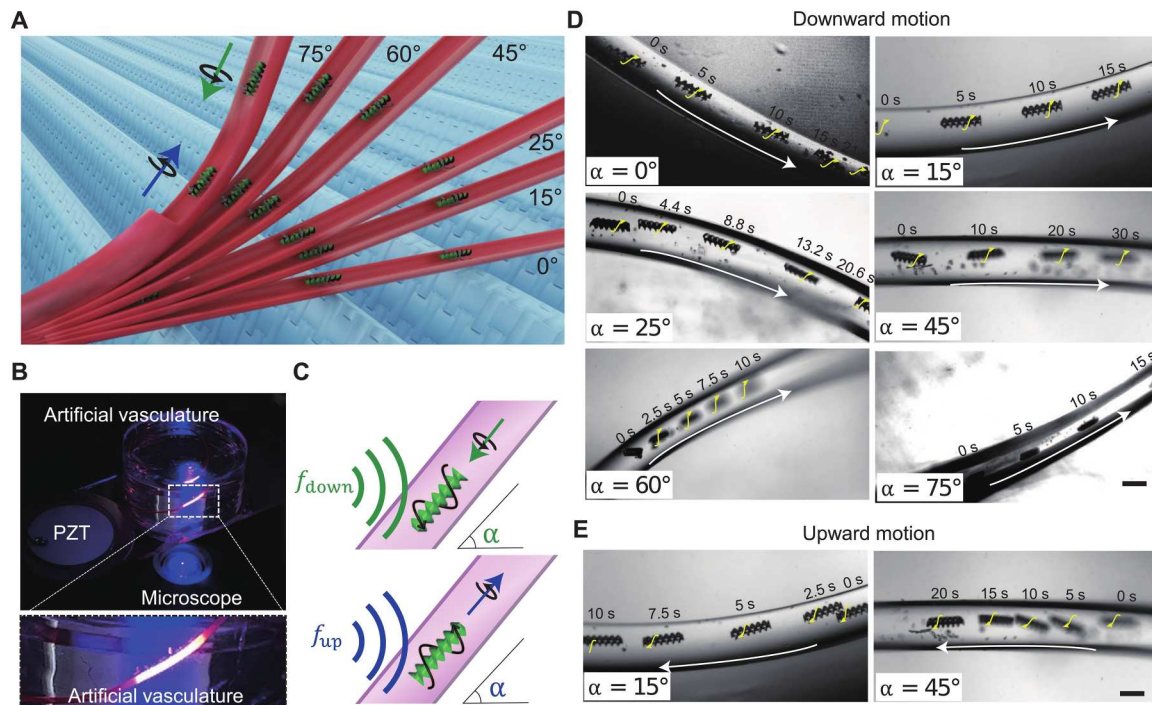 A
75°
60°
45°
25°
15°
0°
B
Artificial vasculature
PZT
Microscope
Artificial vasculature
C
f_down
α
f_up
α
D
Downward motion
0s
5 s
10 s
α = 0°
0 s
5 s
10 s
15 s
α = 15°
0 s
4.4 s
8.8 s
13.2 s
20.6 s
α = 25°
0 s
10 s
20 s
30 s
α = 45°
0s
2.5 s
5 s
7.5 s
10 s
α = 60°
0 s
5 s
10 s
15 s
α = 75°
E
Upward motion
10 s
7.5 s
5 s
2.5 s
0 s
α = 15°
20 s
15 s
10 s
5 s
0 s
α = 45°